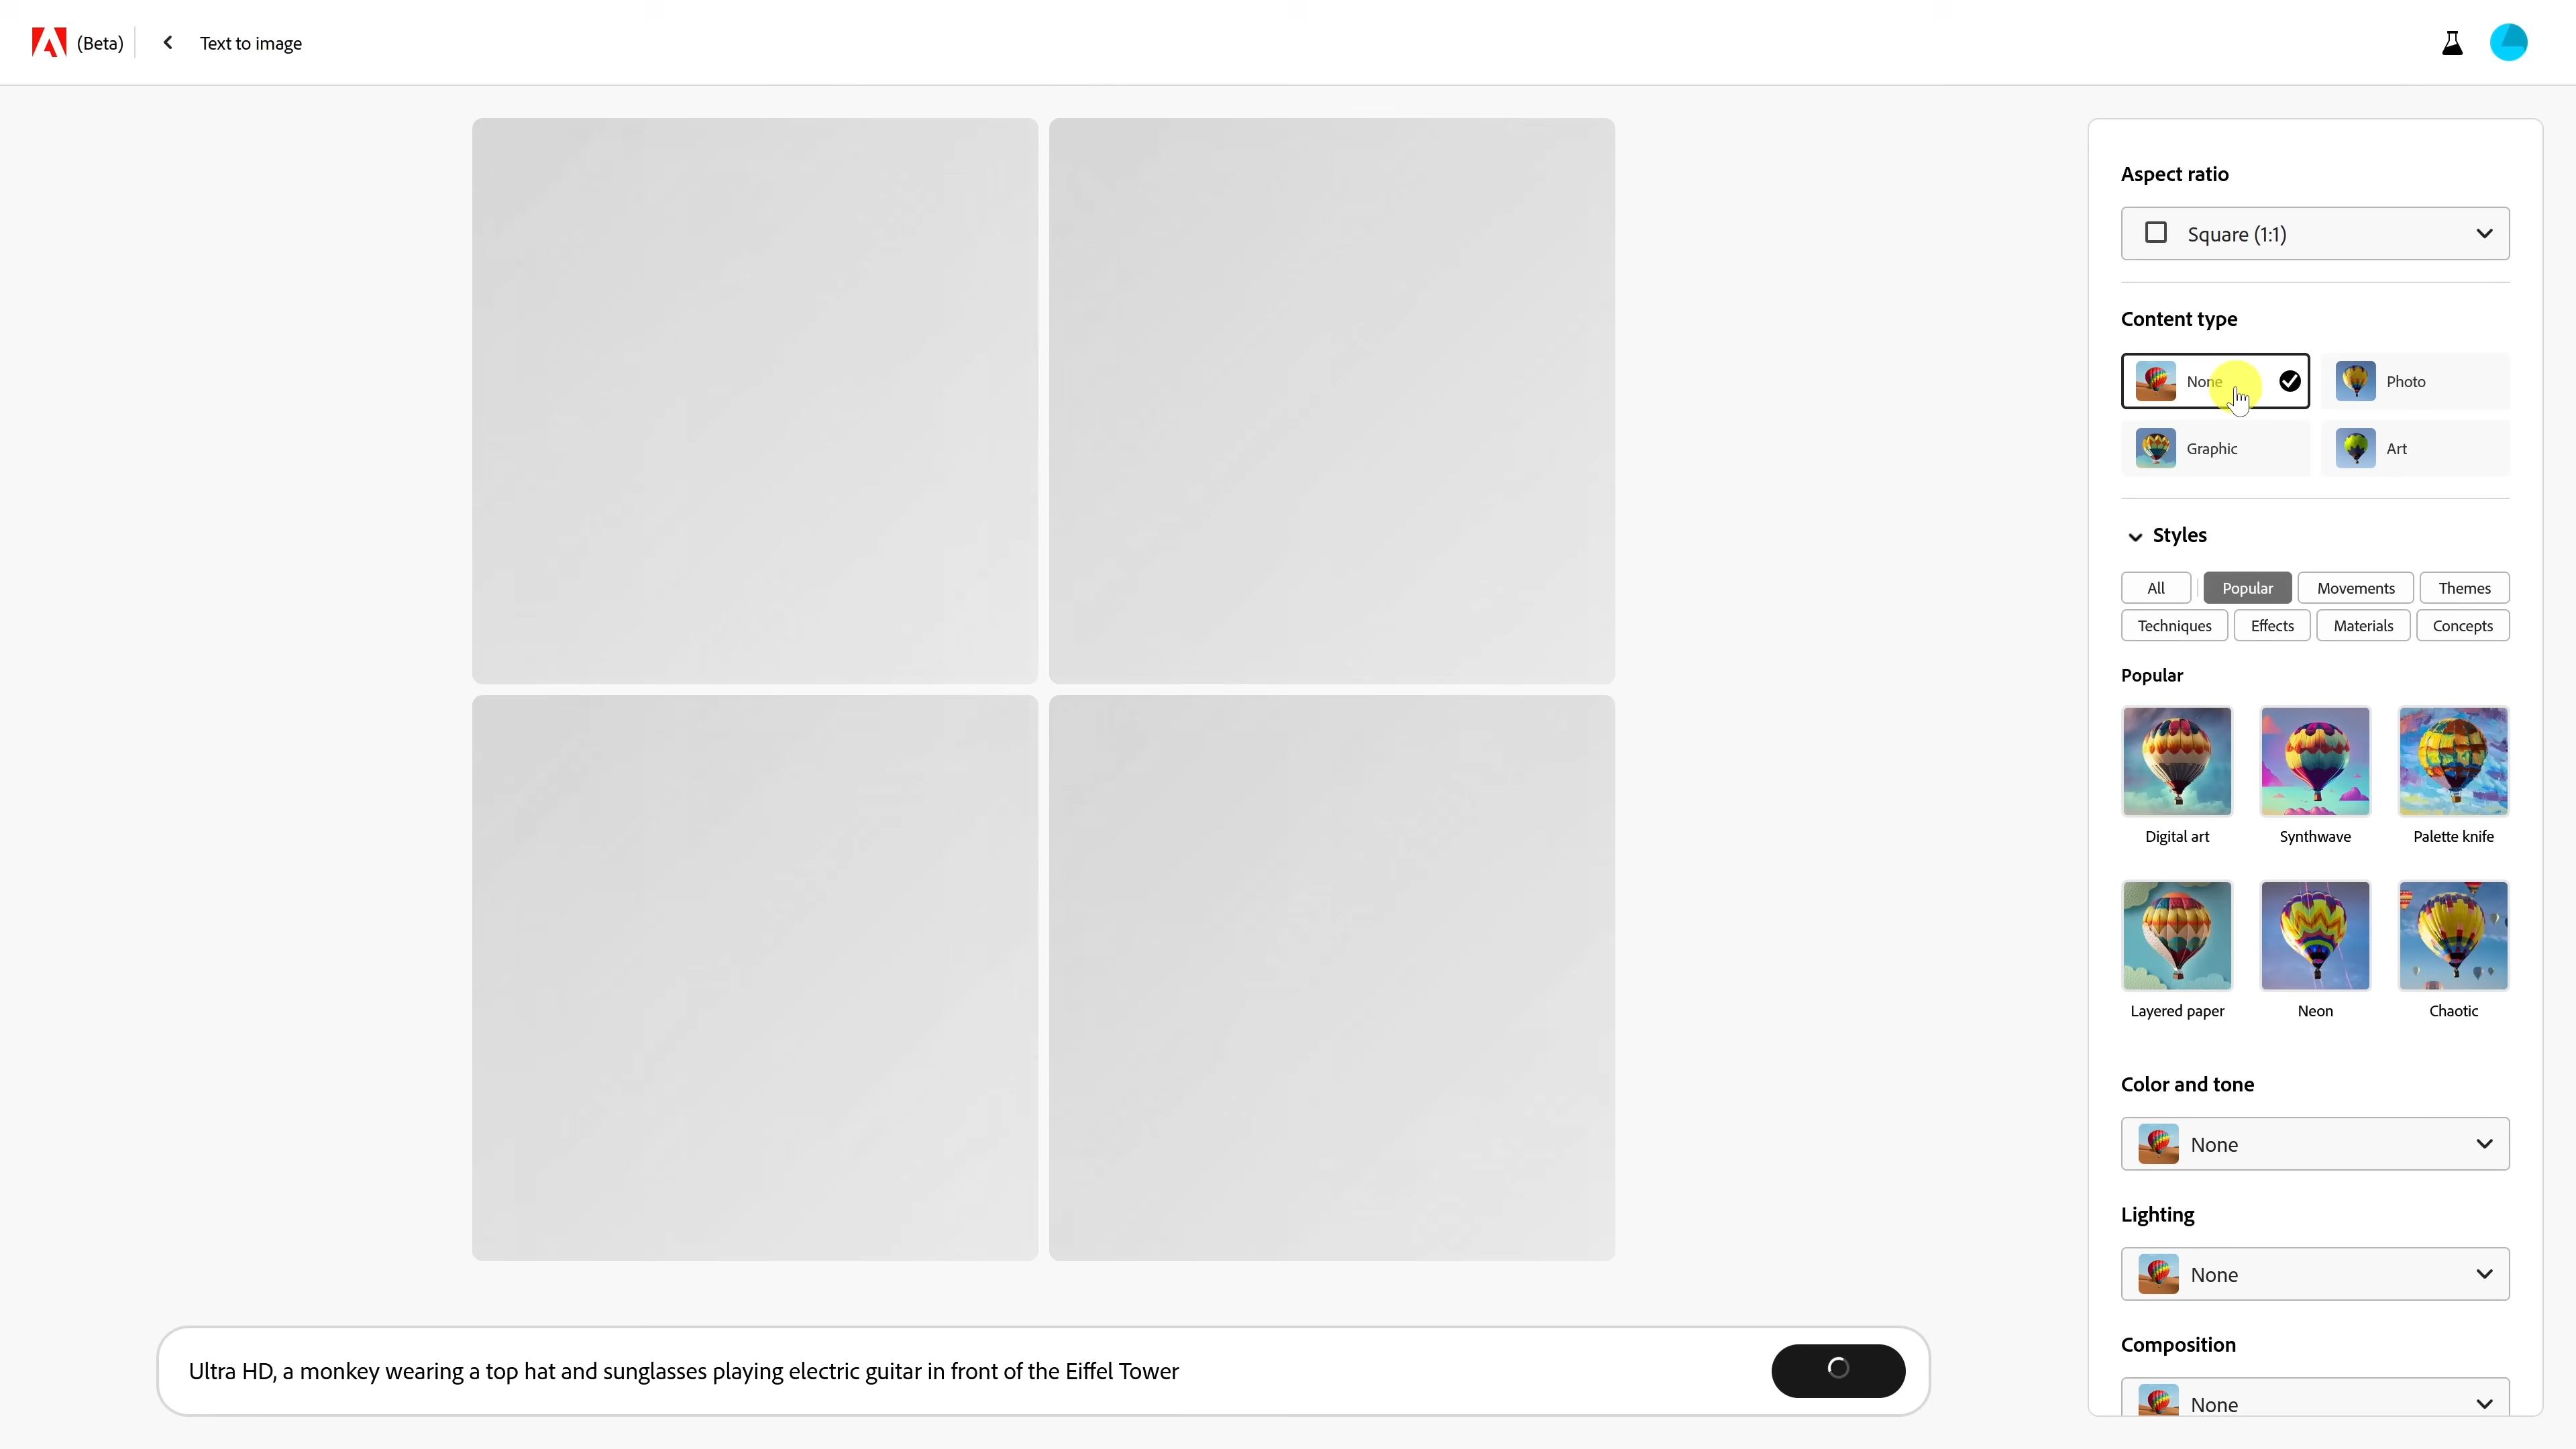 (Beta)
Text to image
Aspect ratio
Square (1:1)
Content type
None
Photo
Graphic
Art
Styles
All
Popular
Movements
Themes
Techniques
Effects
Materials
Concepts
Popular
Digital art
Synthwave
Palette knife
Layered paper
Neon
Chaotic
Color and tone
None
Lighting
None
Composition
None
Ultra HD, a monkey wearing a top hat and sunglasses playing electric guitar in front of the Eiffel Tower